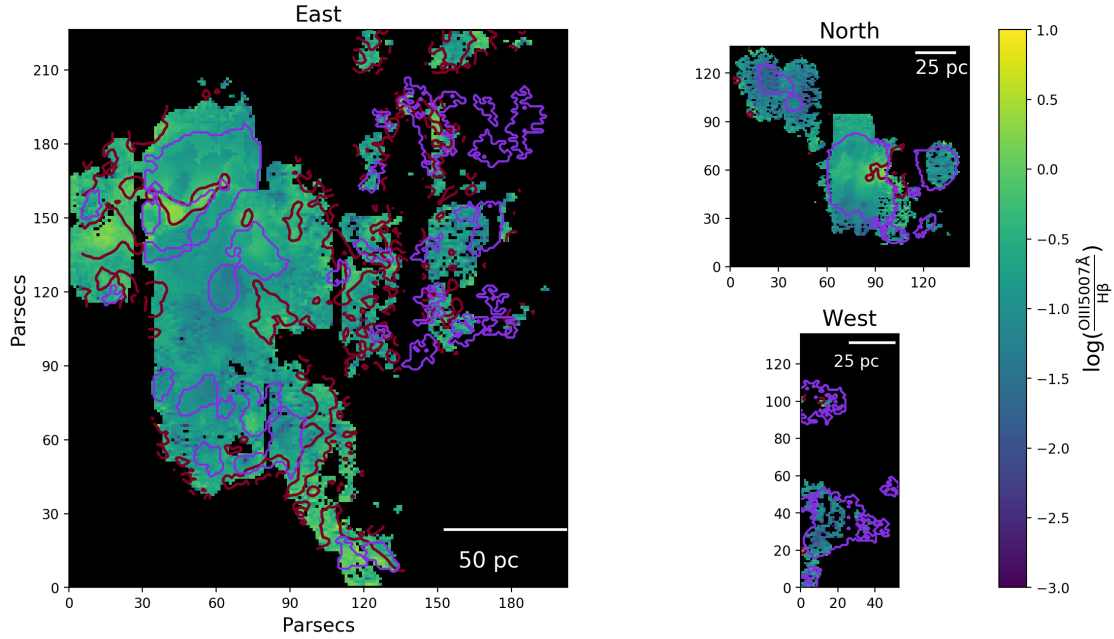 East
210
180
150
120
90
60
30
0
0 30 60 90 120 150 180
Parsecs
Parsecs
50 pc
North
25 pc
120
90
60
30
0
0 30 60 90 120
West
25 pc
120
100
80
60
40
20
0
0 20 40
1.0
0.5
0.0
−0.5
−1.0
−1.5
−2.0
−2.5
−3.0
log(OIII5007Å/Hβ)